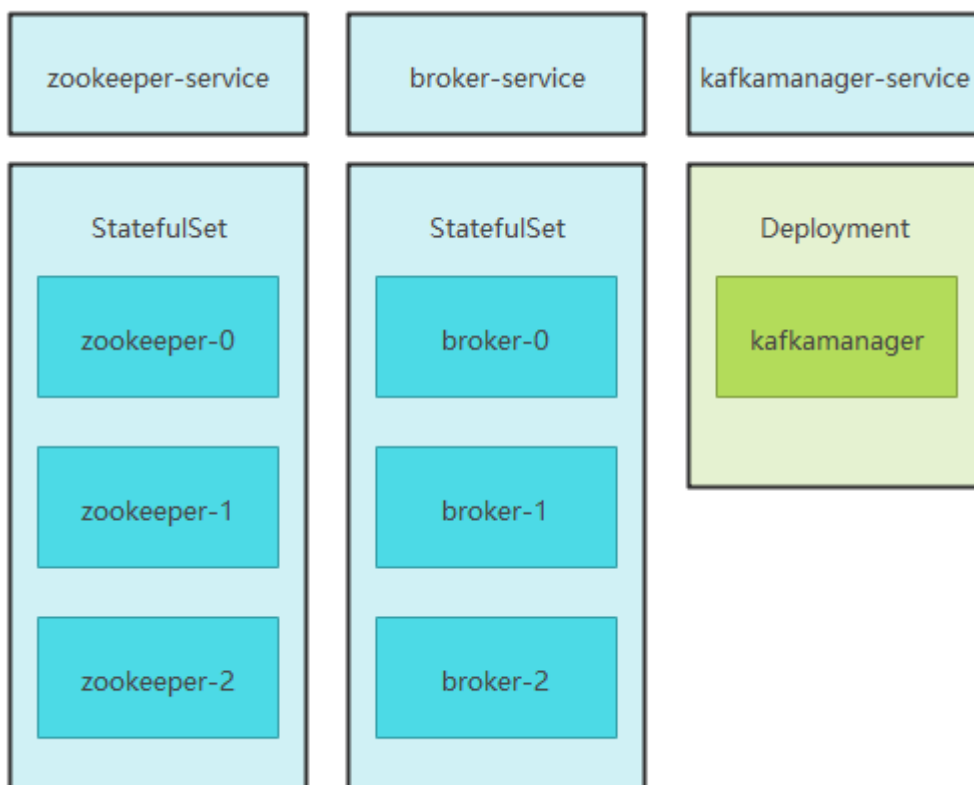 zookeeper-service
broker-service
kafkamanager-service
StatefulSet
StatefulSet
Deployment
zookeeper-0
broker-0
kafkamanager
zookeeper-1
broker-1
zookeeper-2
broker-2